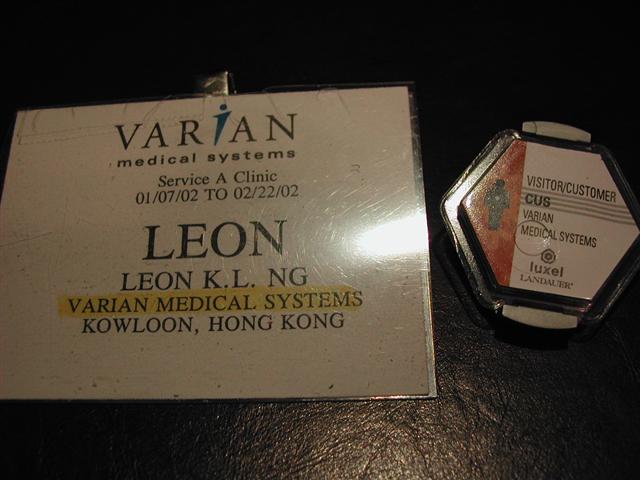 VARiAN
medical systems
Service A Clinic
01/07/02 TO 02/22/02
LEON
LEON K.L. NG
VARIAN MEDICAL SYSTEMS
KOWLOON, HONG KONG
VISITOR/CUSTOMER
CUS
VARIAN
MEDICAL SYSTEMS
luxel
LANDAUER